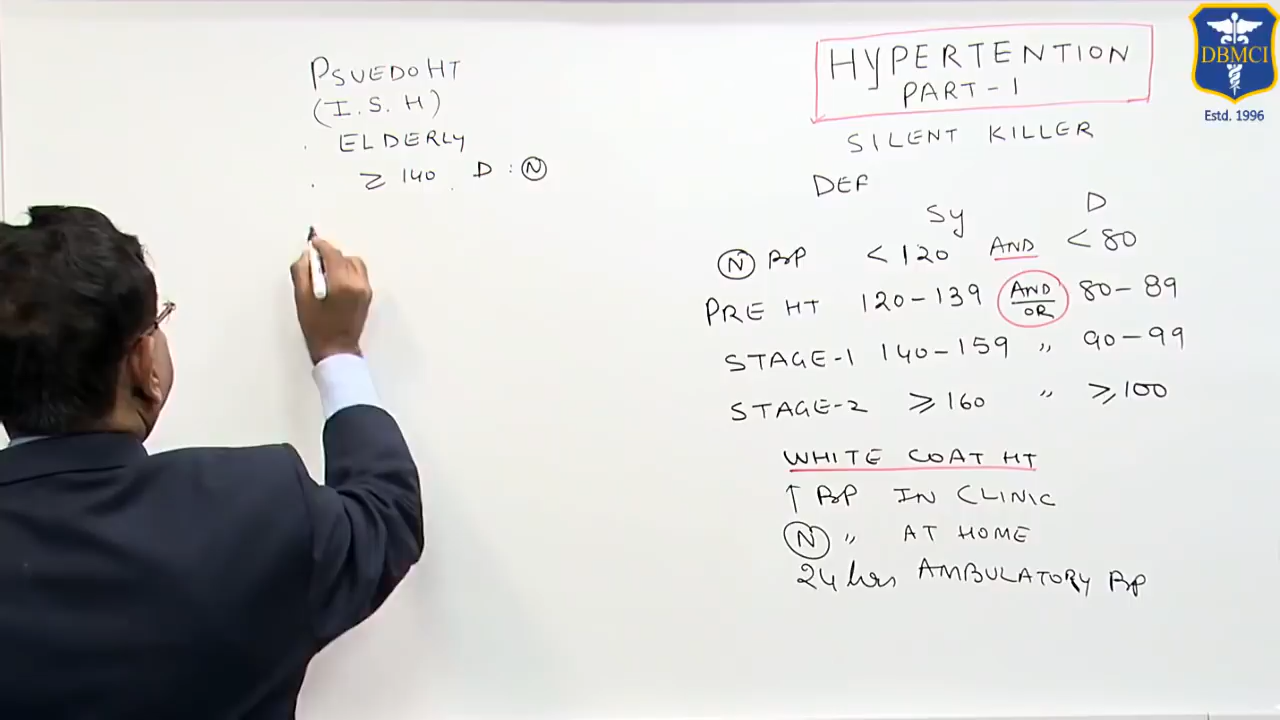 PSUEDOHT
(I.S.H)
. ELDERLY
. ≥ 140 D : N
HYPERTENTION
PART-1
SILENT KILLER
DEF
Sy D
N BP < 120 AND < 80
PRE HT 120-139 AND/OR 80-89
STAGE-1 140-159 " 90-99
STAGE-2 ≥160 " ≥100
WHITE COAT HT
↑ BP IN CLINIC
N " AT HOME
24 hrs AMBULATORY BP
DBMCI
Estd. 1996